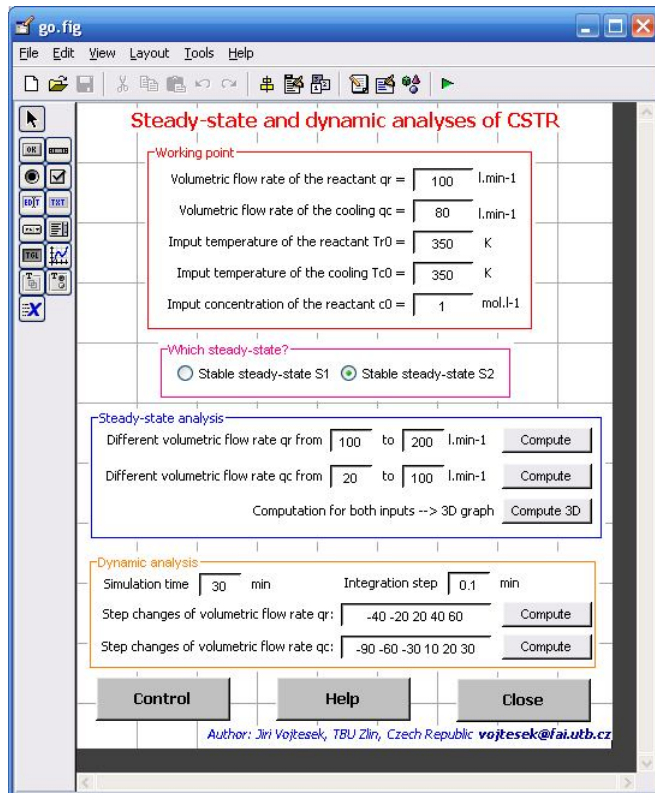 go.fig
File Edit View Layout Tools Help
Steady-state and dynamic analyses of CSTR
Working point
Volumetric flow rate of the reactant qr = 100 l.min-1
Volumetric flow rate of the cooling qc = 80 l.min-1
Imput temperature of the reactant Tr0 = 350 K
Imput temperature of the cooling Tc0 = 350 K
Imput concentration of the reactant c0 = 1 mol.l-1
Which steady-state?
Stable steady-state S1 Stable steady-state S2
Steady-state analysis
Different volumetric flow rate qr from 100 to 200 l.min-1 Compute
Different volumetric flow rate qc from 20 to 100 l.min-1 Compute
Computation for both inputs --> 3D graph Compute 3D
Dynamic analysis
Simulation time 30 min Integration step 0.1 min
Step changes of volumetric flow rate qr: -40 -20 20 40 60 Compute
Step changes of volumetric flow rate qc: -90 -60 -30 10 20 30 Compute
Control Help Close
Author: Jiri Vojtesek, TBU Zlin, Czech Republic vojtesek@fai.utb.cz
OK
EDIT TXT
TGL